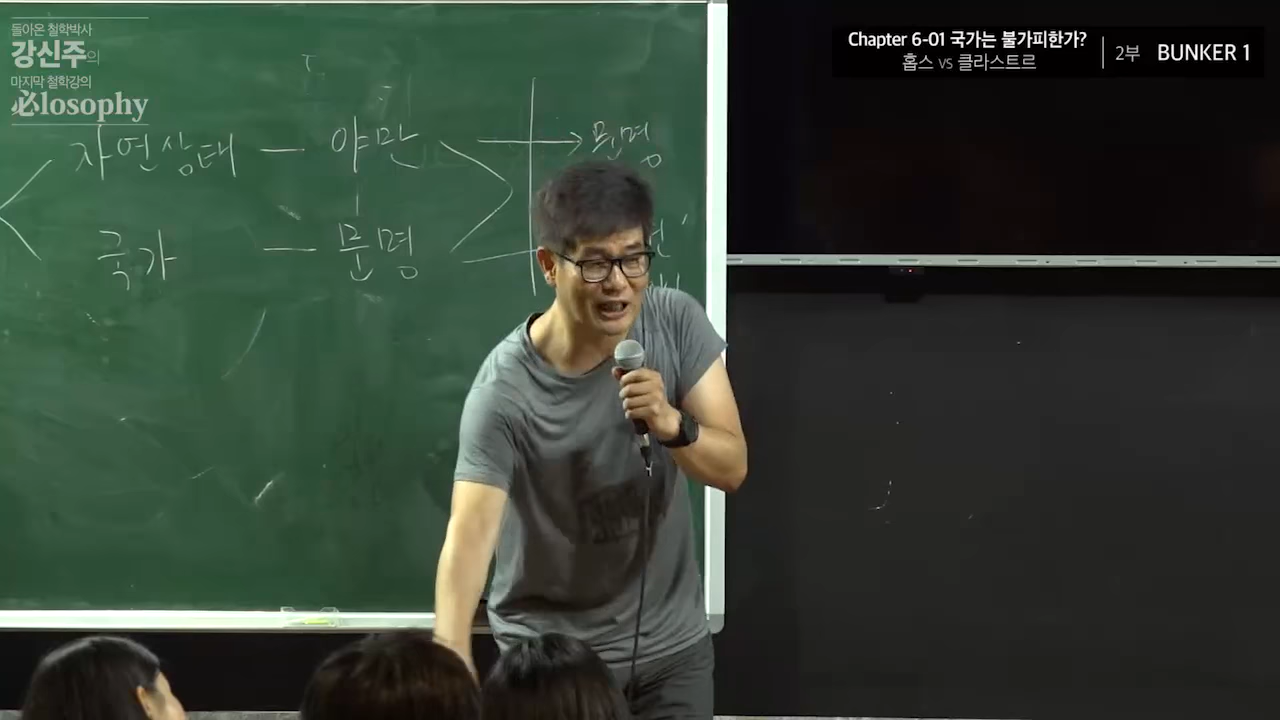 돌아온 철학박사
강신주의
마지막 철학강의
必losophy
Chapter 6-01 국가는 불가피한가?
홉스 vs 클라스트르
2부
BUNKER 1
자연상태 — 야만 → 문명
국가 — 문명